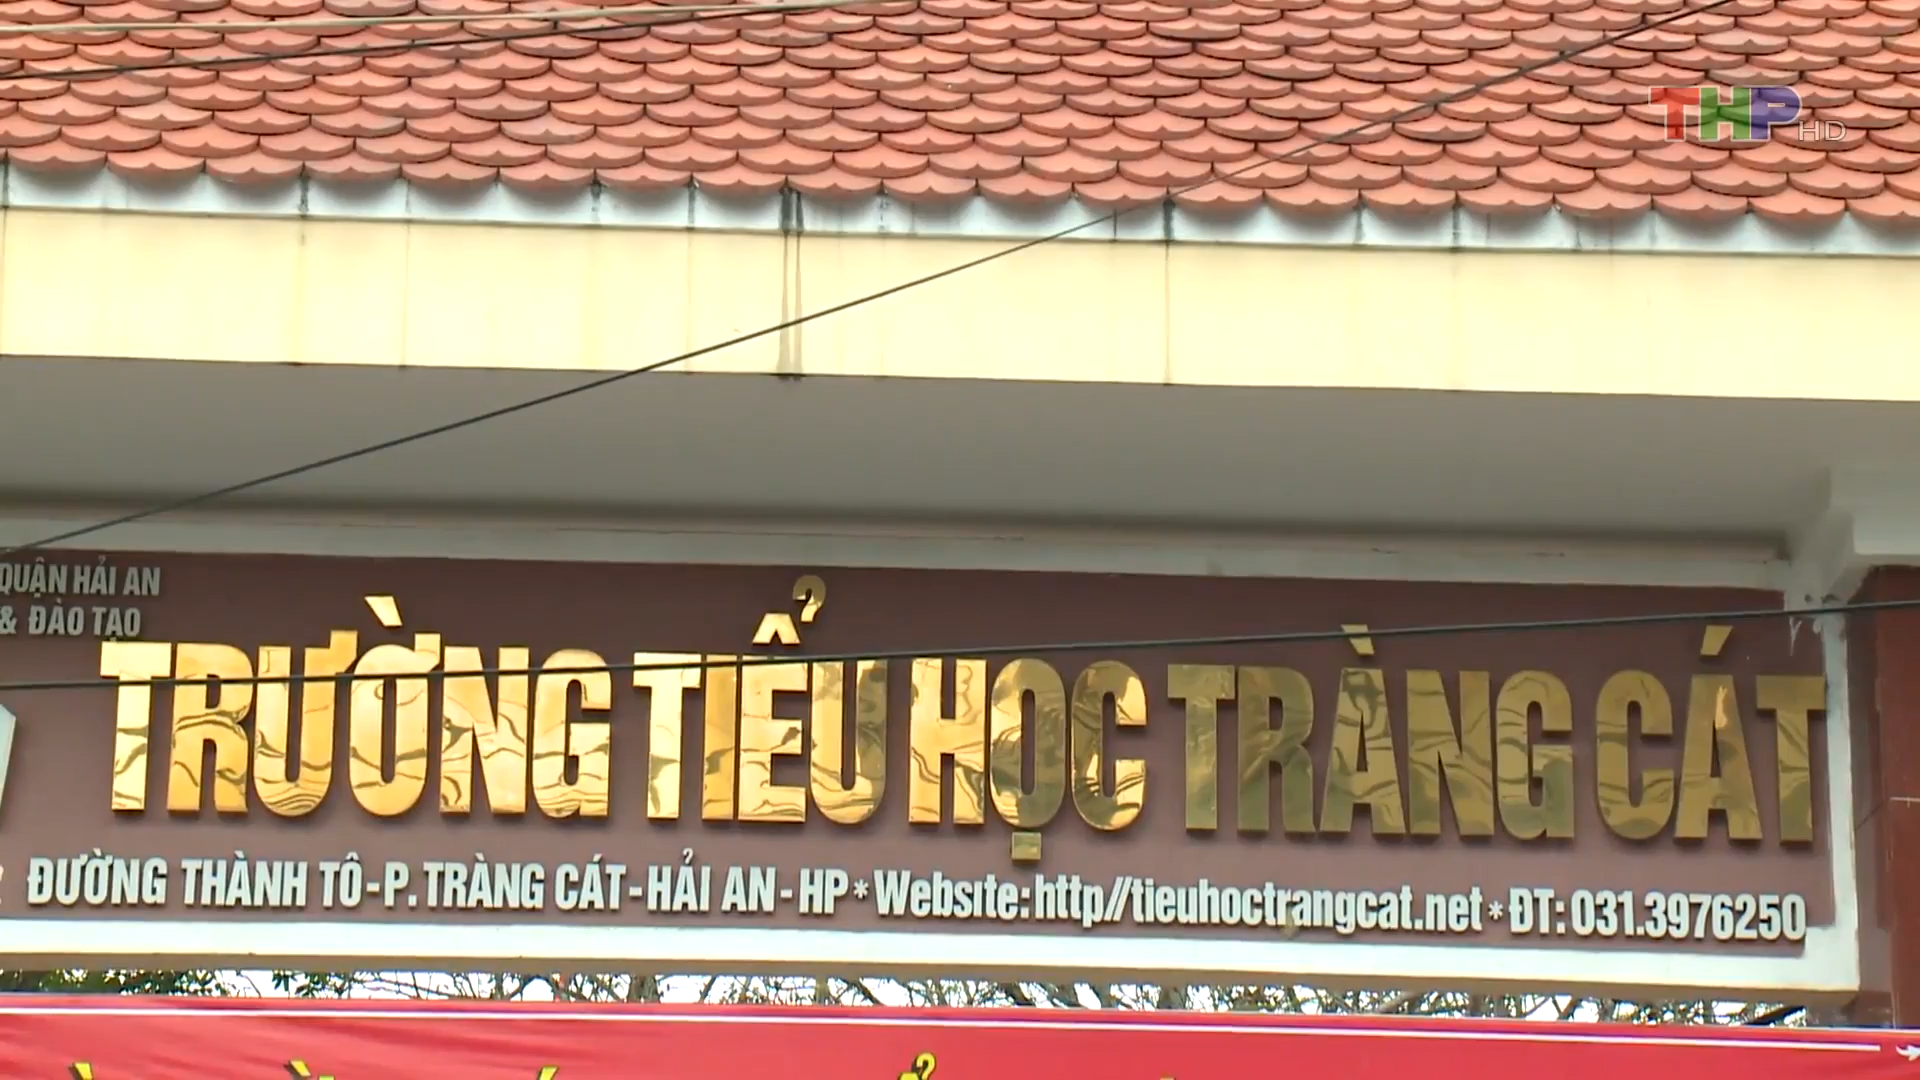 THP HD
QUẬN HẢI AN
& ĐÀO TẠO
TRƯỜNG TIỂU HỌC TRÀNG CÁT
ĐƯỜNG THÀNH TÔ-P. TRÀNG CÁT-HẢI AN-HP*Website:http//tieuhoctrangcat.net*ĐT:031.3976250